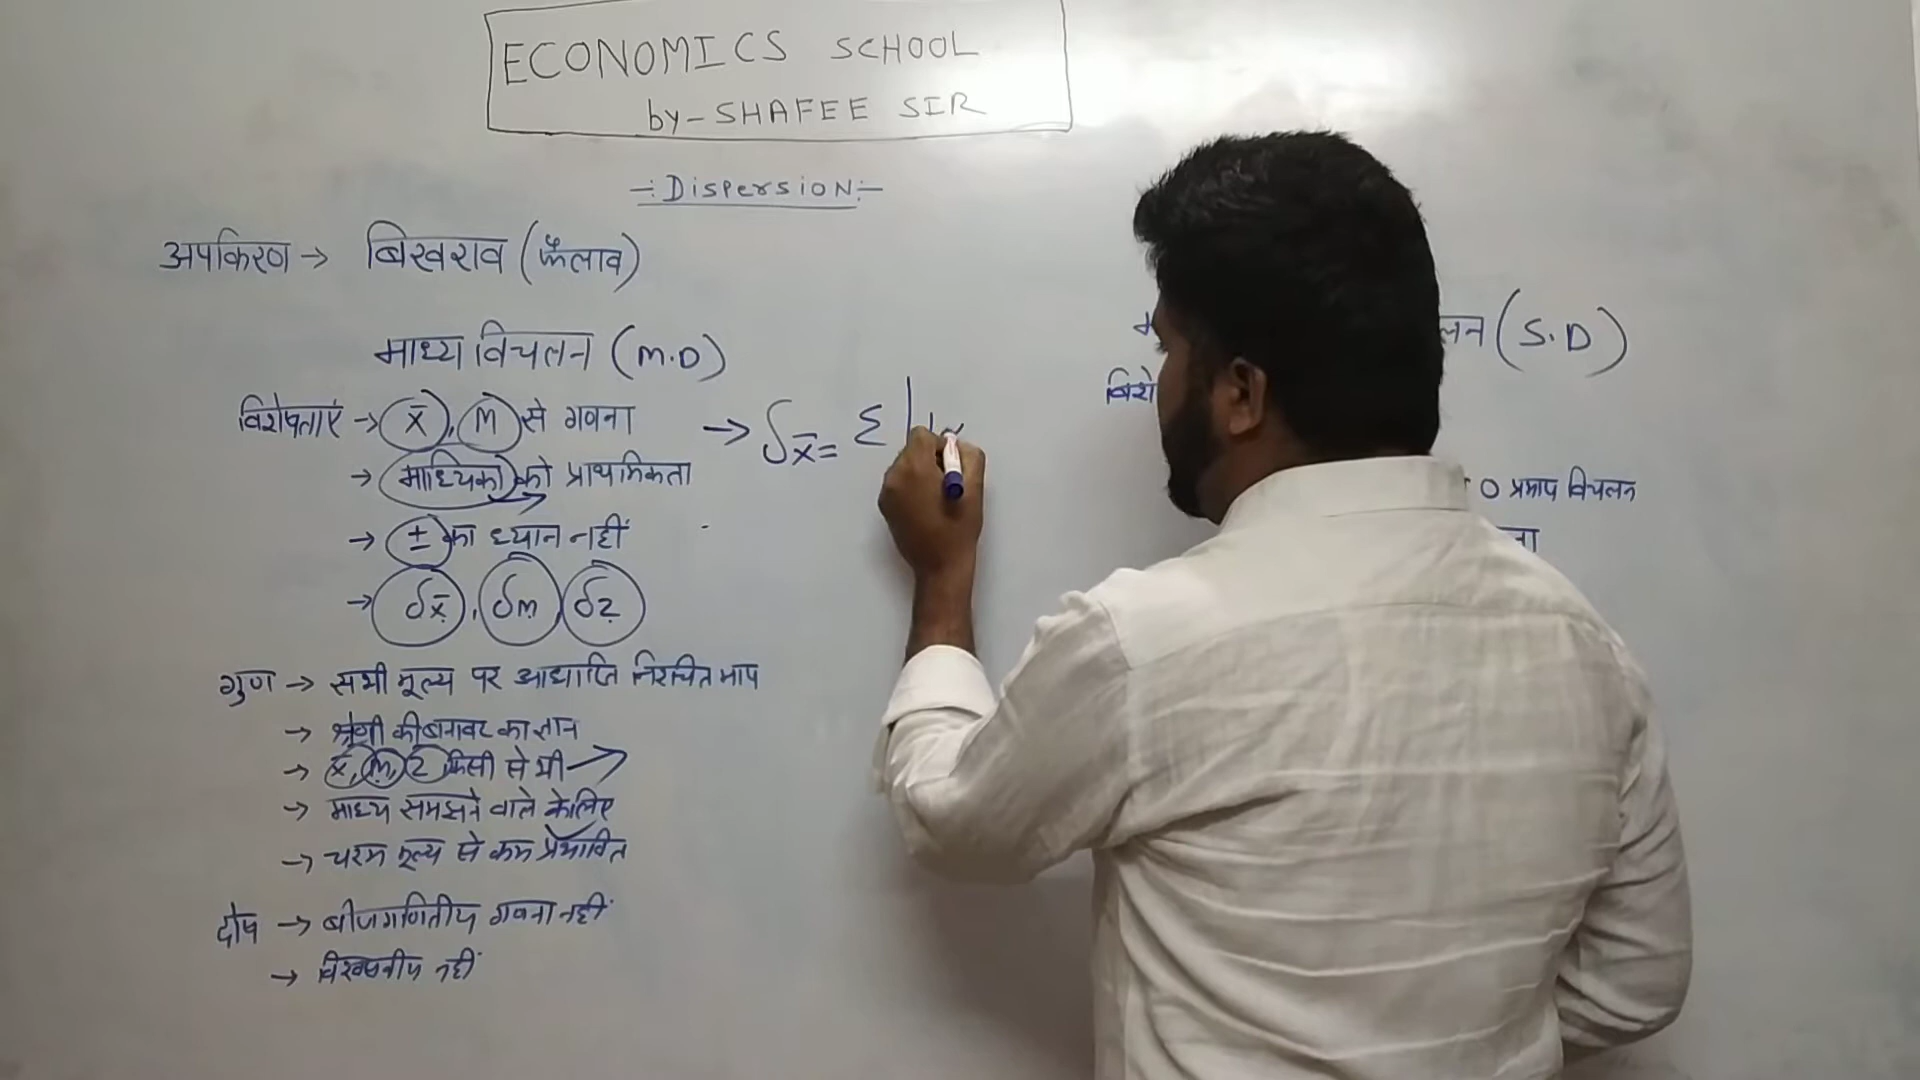 ECONOMICS SCHOOL
by - SHAFEE SIR
-: Dispersion :-
अपकिरण → बिखराव (फैलाव)
माध्य विचलन (M.D)
विशेषताएं → x̄, M से गणना
→ माध्यिका को प्राथमिकता
→ ± का ध्यान नहीं
→ δx̄, δm, δz
→ δx̄ = Σ|d
गुण → सभी मूल्य पर आधारित निश्चित माप
→ श्रेणी की बनावट का ज्ञान
→ x̄, m, z किसी से भी →
→ माध्य समझने वाले के लिए
→ चरम मूल्य से कम प्रभावित
दोष → बीजगणितीय गणना नहीं
→ विश्वसनीय नहीं
लन (S.D)
विशे
0 प्रमाप विचलन
ना